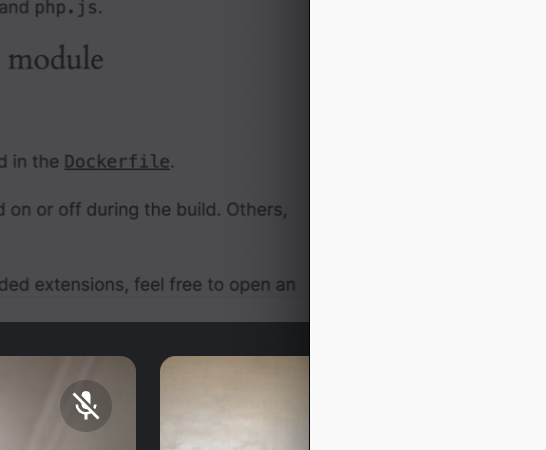 and php.js.
module
d in the Dockerfile.
d on or off during the build. Others,
ded extensions, feel free to open an